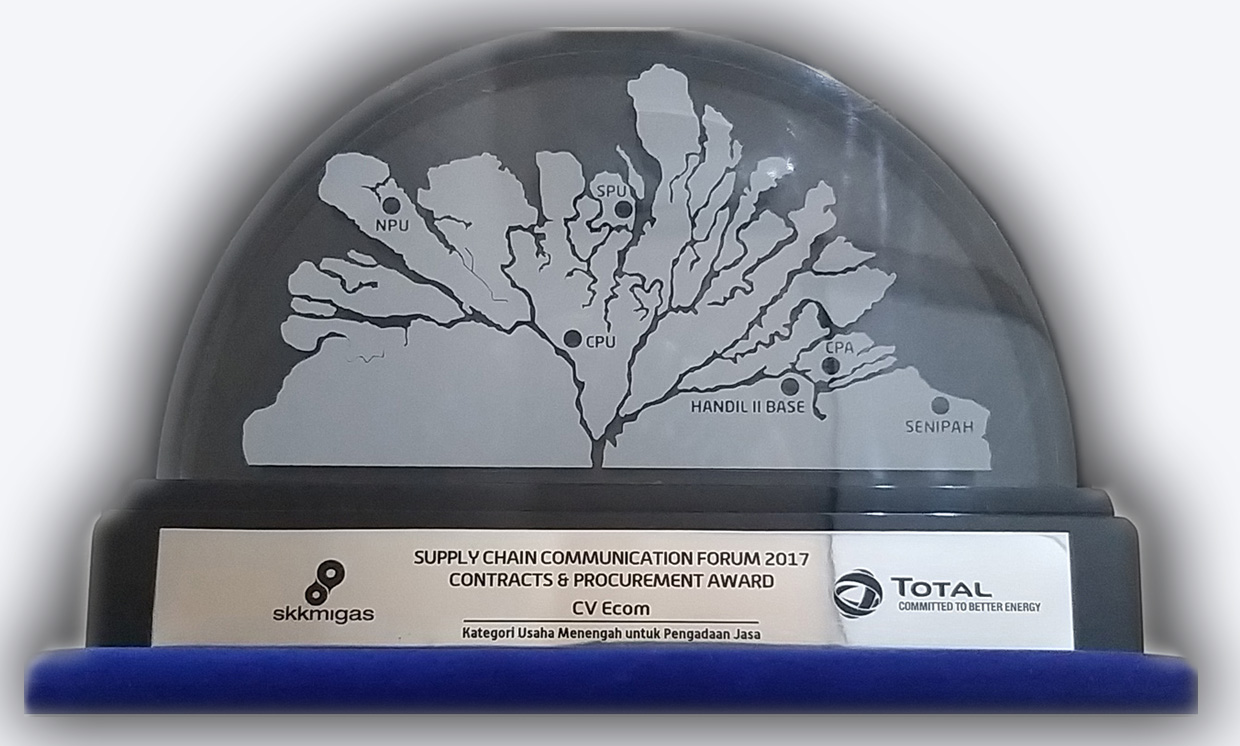 SPU
NPU
CPU
CPA
HANDIL II BASE
SENIPAH
SUPPLY CHAIN COMMUNICATION FORUM 2017
CONTRACTS & PROCUREMENT AWARD
CV Ecom
Kategori Usaha Menengah untuk Pengadaan Jasa
skkmigas
TOTAL
COMMITTED TO BETTER ENERGY